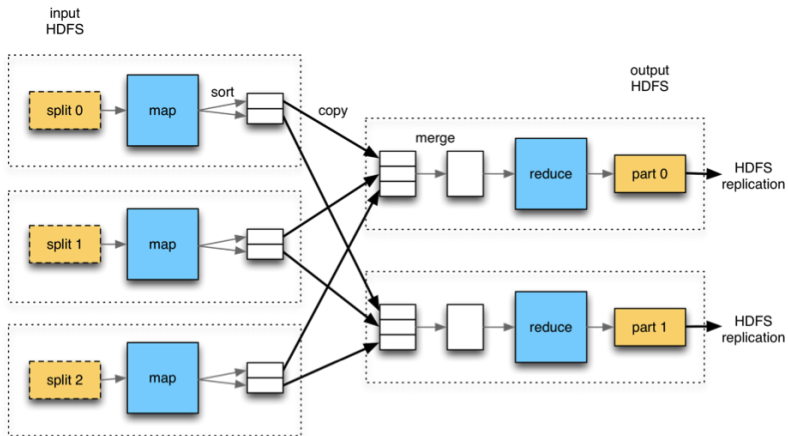 input
HDFS
split 0
map
sort
copy
split 1
map
split 2
map
output
HDFS
merge
reduce
part 0
HDFS
replication
reduce
part 1
HDFS
replication